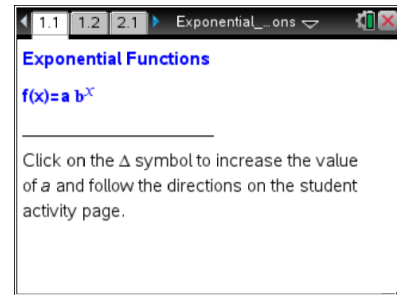 1.1 1.2 2.1 Exponential_...ons
Exponential Functions
f(x)=a b^x
Click on the Δ symbol to increase the value
of a and follow the directions on the student
activity page.